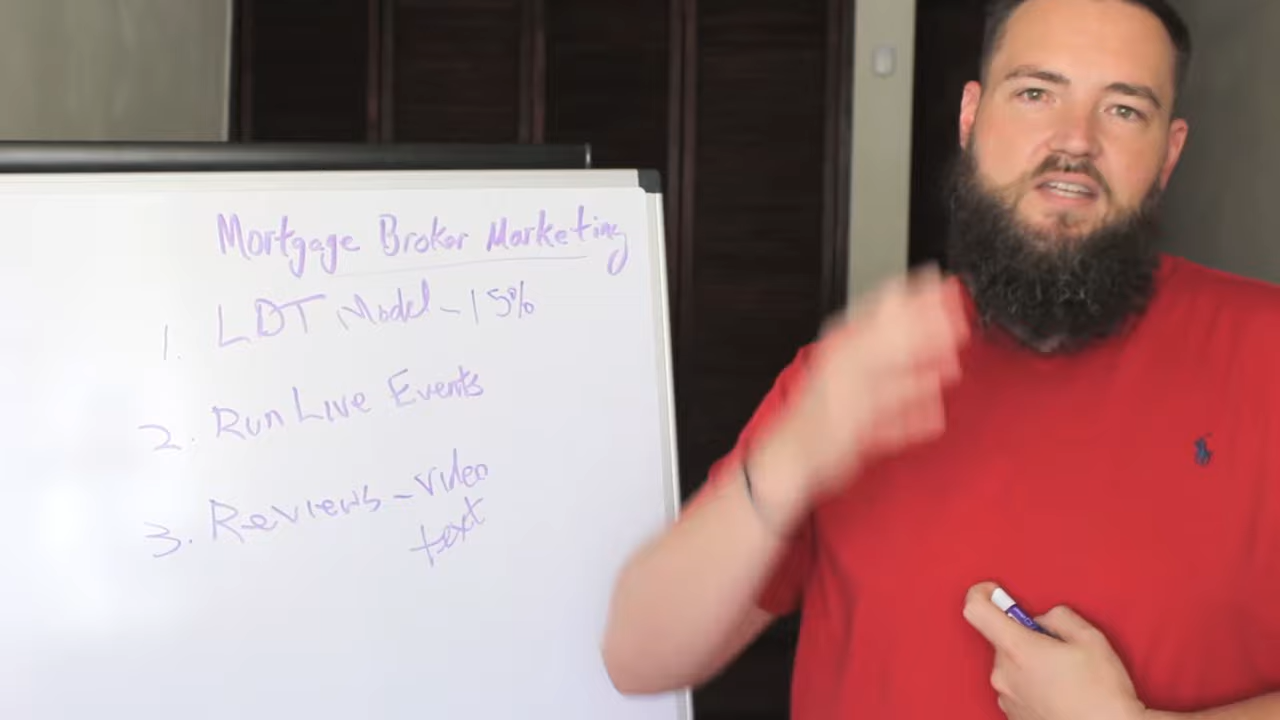 Mortgage Broker Marketing
1. LDT Model - 15%
2. Run Live Events
3. Reviews - video
text